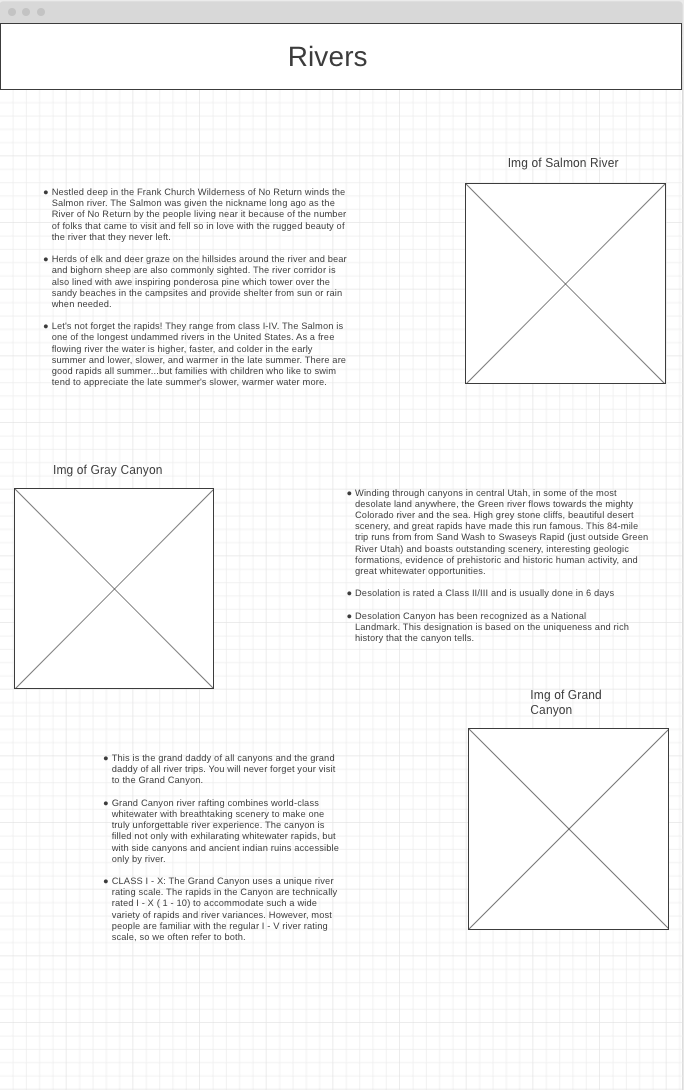 Rivers
Img of Salmon River
● Nestled deep in the Frank Church Wilderness of No Return winds the
Salmon river. The Salmon was given the nickname long ago as the
River of No Return by the people living near it because of the number
of folks that came to visit and fell so in love with the rugged beauty of
the river that they never left.
● Herds of elk and deer graze on the hillsides around the river and bear
and bighorn sheep are also commonly sighted. The river corridor is
also lined with awe inspiring ponderosa pine which tower over the
sandy beaches in the campsites and provide shelter from sun or rain
when needed.
● Let's not forget the rapids! They range from class I-IV. The Salmon is
one of the longest undammed rivers in the United States. As a free
flowing river the water is higher, faster, and colder in the early
summer and lower, slower, and warmer in the late summer. There are
good rapids all summer...but families with children who like to swim
tend to appreciate the late summer's slower, warmer water more.
Img of Gray Canyon
● Winding through canyons in central Utah, in some of the most
desolate land anywhere, the Green river flows towards the mighty
Colorado river and the sea. High grey stone cliffs, beautiful desert
scenery, and great rapids have made this run famous. This 84-mile
trip runs from from Sand Wash to Swaseys Rapid (just outside Green
River Utah) and boasts outstanding scenery, interesting geologic
formations, evidence of prehistoric and historic human activity, and
great whitewater opportunities.
● Desolation is rated a Class II/III and is usually done in 6 days
● Desolation Canyon has been recognized as a National
Landmark. This designation is based on the uniqueness and rich
history that the canyon tells.
Img of Grand
Canyon
● This is the grand daddy of all canyons and the grand
daddy of all river trips. You will never forget your visit
to the Grand Canyon.
● Grand Canyon river rafting combines world-class
whitewater with breathtaking scenery to make one
truly unforgettable river experience. The canyon is
filled not only with exhilarating whitewater rapids, but
with side canyons and ancient indian ruins accessible
only by river.
● CLASS I - X: The Grand Canyon uses a unique river
rating scale. The rapids in the Canyon are technically
rated I - X ( 1 - 10) to accommodate such a wide
variety of rapids and river variances. However, most
people are familiar with the regular I - V river rating
scale, so we often refer to both.